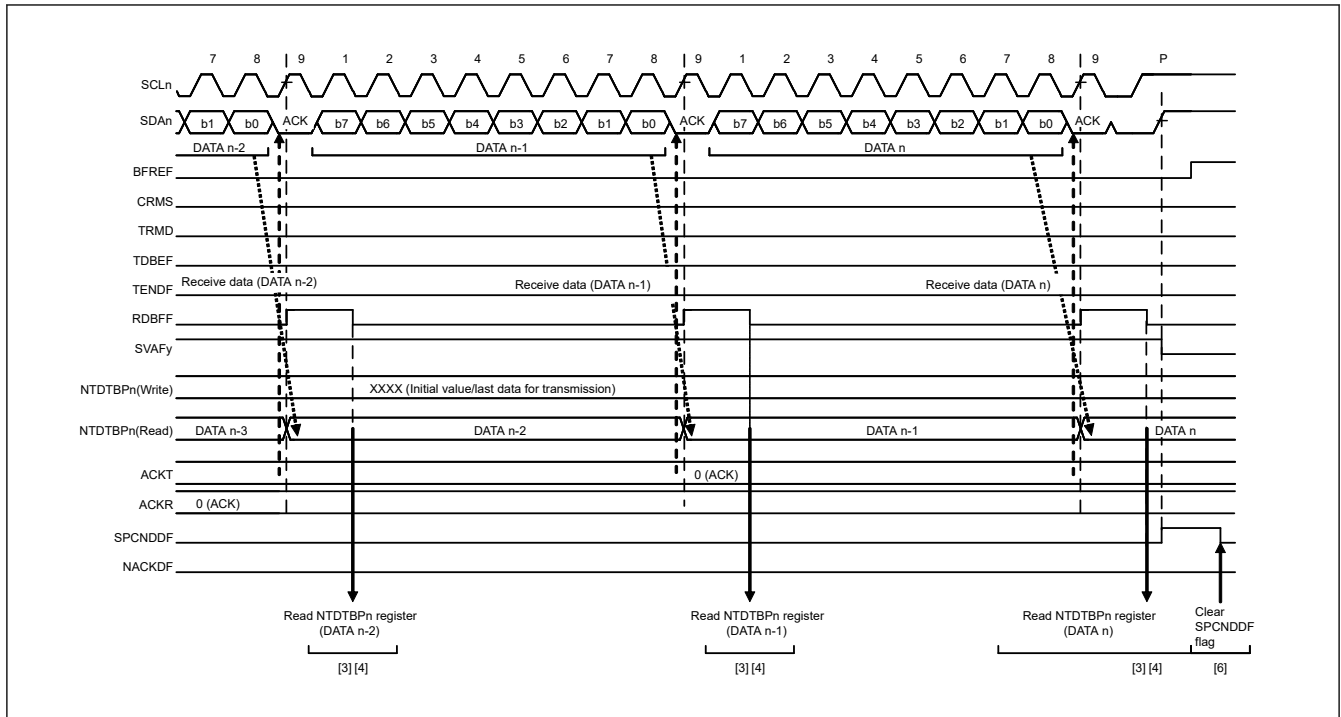 7 8 9 1 2 3 4 5 6 7 8 9 1 2 3 4 5 6 7 8 9 P
SCLn
SDAn b1 b0 ACK b7 b6 b5 b4 b3 b2 b1 b0 ACK b7 b6 b5 b4 b3 b2 b1 b0 ACK
DATA n-2 DATA n-1 DATA n
BFREF
CRMS
TRMD
TDBEF
Receive data (DATA n-2) Receive data (DATA n-1) Receive data (DATA n)
TENDF
RDBFF
SVAFy
NTDTBPn(Write) XXXX (Initial value/last data for transmission)
NTDTBPn(Read) DATA n-3 DATA n-2 DATA n-1 DATA n
ACKT 0 (ACK)
ACKR 0 (ACK)
SPCNDDF
NACKDF
Read NTDTBPn register
(DATA n-2)
[3] [4]
Read NTDTBPn register
(DATA n-1)
[3] [4]
Read NTDTBPn register
(DATA n)
[3] [4]
Clear
SPCNDDF
flag
[6]